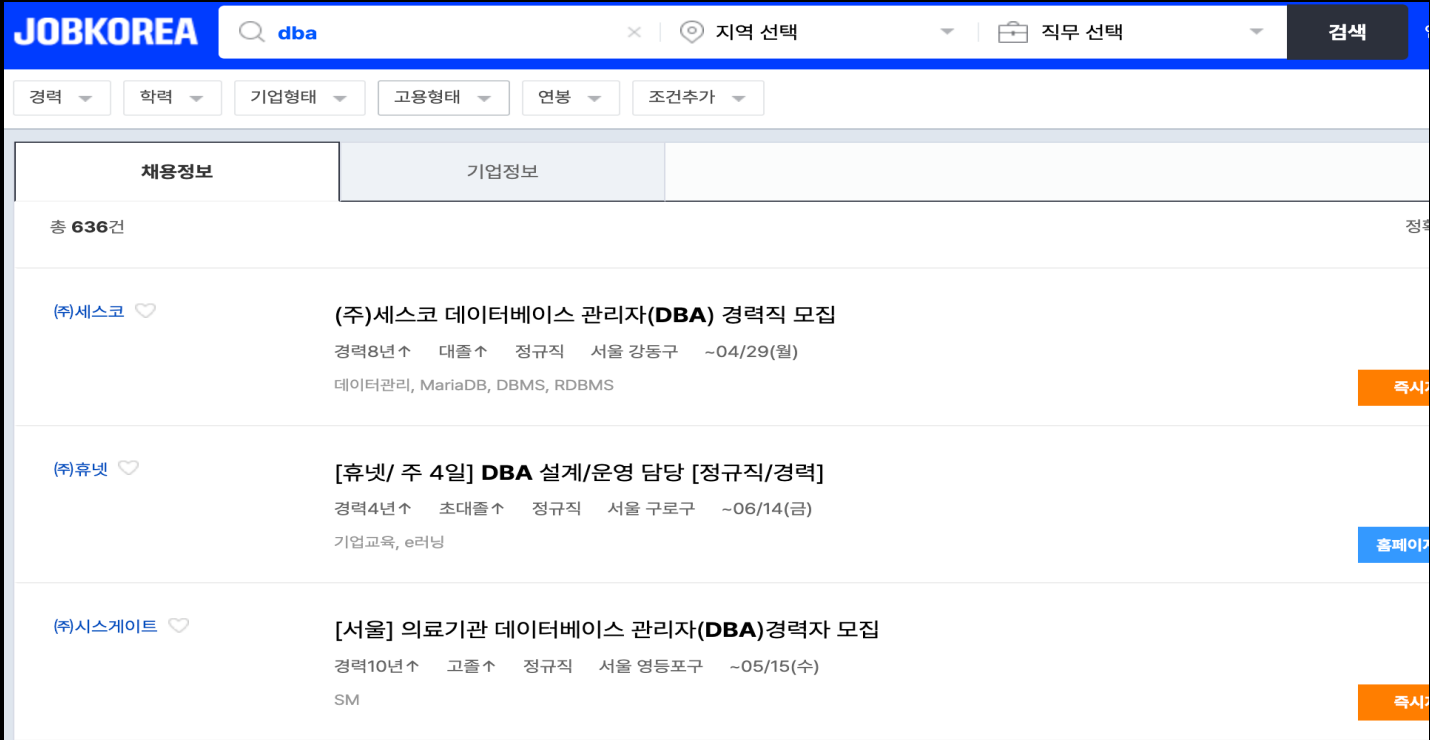 JOBKOREA dba 지역 선택 직무 선택 검색
경력 학력 기업형태 고용형태 연봉 조건추가
채용정보 기업정보
총 636건
㈜세스코 (주)세스코 데이터베이스 관리자(DBA) 경력직 모집
경력8년↑ 대졸↑ 정규직 서울 강동구 ~04/29(월)
데이터관리, MariaDB, DBMS, RDBMS
즉시
㈜휴넷 [휴넷/ 주 4일] DBA 설계/운영 담당 [정규직/경력]
경력4년↑ 초대졸↑ 정규직 서울 구로구 ~06/14(금)
기업교육, e러닝
홈페이지
㈜시스게이트 [서울] 의료기관 데이터베이스 관리자(DBA)경력자 모집
경력10년↑ 고졸↑ 정규직 서울 영등포구 ~05/15(수)
SM
즉시